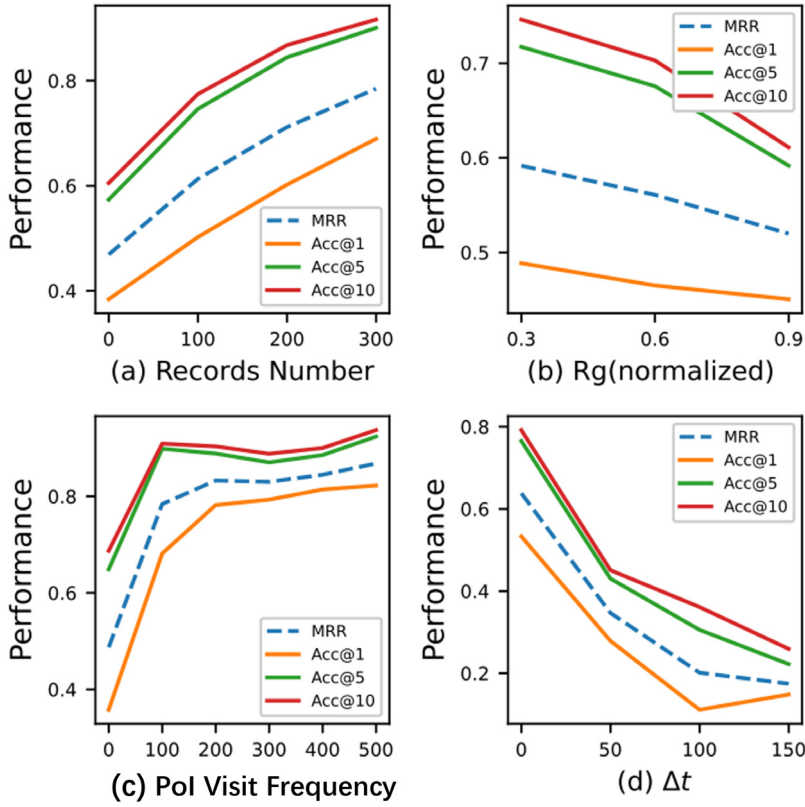 Performance
0.8
0.6
0.4
MRR
Acc@1
Acc@5
Acc@10
0 100 200 300
(a) Records Number
Performance
0.7
0.6
0.5
MRR
Acc@1
Acc@5
Acc@10
0.3 0.6 0.9
(b) Rg(normalized)
Performance
0.8
0.6
0.4
MRR
Acc@1
Acc@5
Acc@10
0 100 200 300 400 500
(c) PoI Visit Frequency
Performance
0.8
0.6
0.4
0.2
MRR
Acc@1
Acc@5
Acc@10
0 50 100 150
(d) Δt